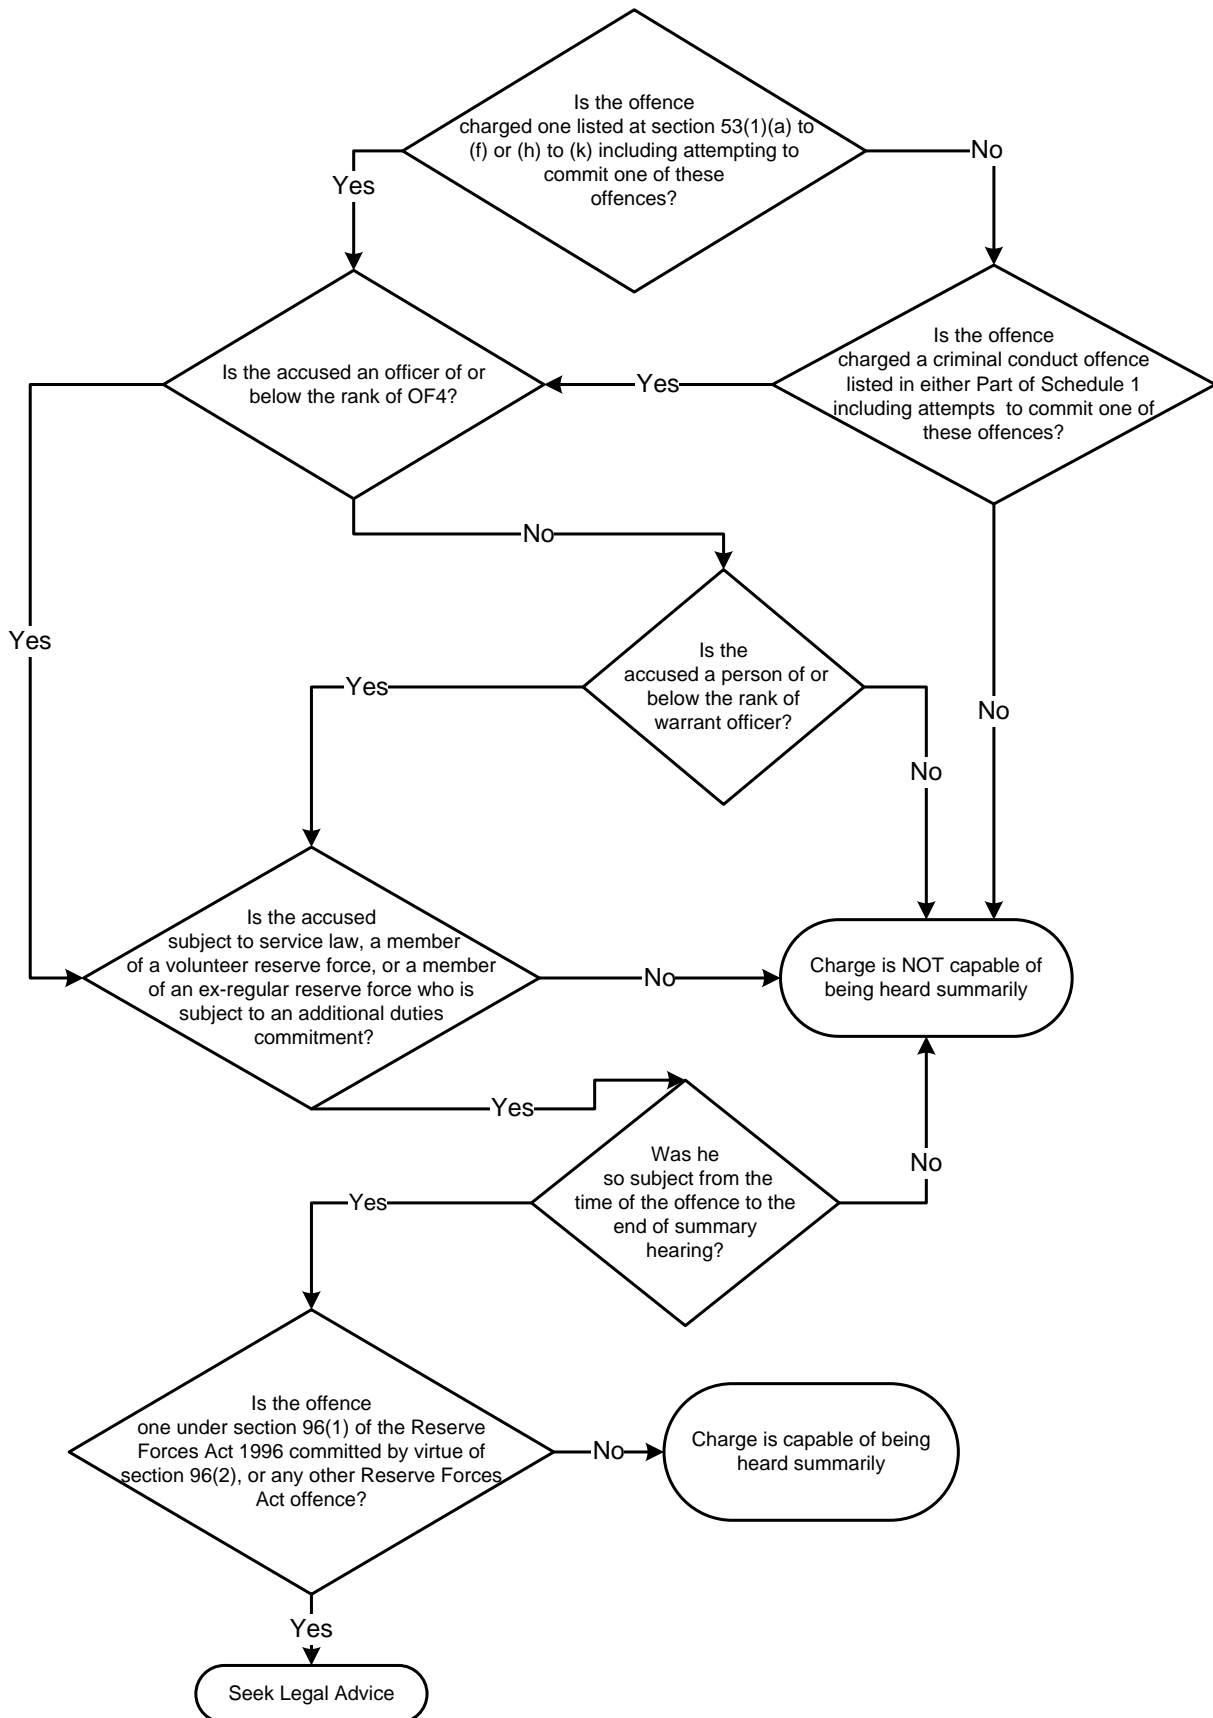 Is the offence
charged one listed at section 53(1)(a) to
(f) or (h) to (k) including attempting to
commit one of these
offences?
No
Yes
Is the offence
charged a criminal conduct offence
listed in either Part of Schedule 1
including attempts to commit one of
these offences?
Is the accused an officer of or
below the rank of OF4?
Yes
No
Yes
Is the
accused a person of or
below the rank of
warrant officer?
Yes
No
No
Is the accused
subject to service law, a member
of a volunteer reserve force, or a member
of an ex-regular reserve force who is
subject to an additional duties
commitment?
No
Charge is NOT capable of
being heard summarily
Yes
Was he
so subject from the
time of the offence to the
end of summary
hearing?
No
Yes
Is the offence
one under section 96(1) of the Reserve
Forces Act 1996 committed by virtue of
section 96(2), or any other Reserve Forces
Act offence?
No
Charge is capable of being
heard summarily
Yes
Seek Legal Advice